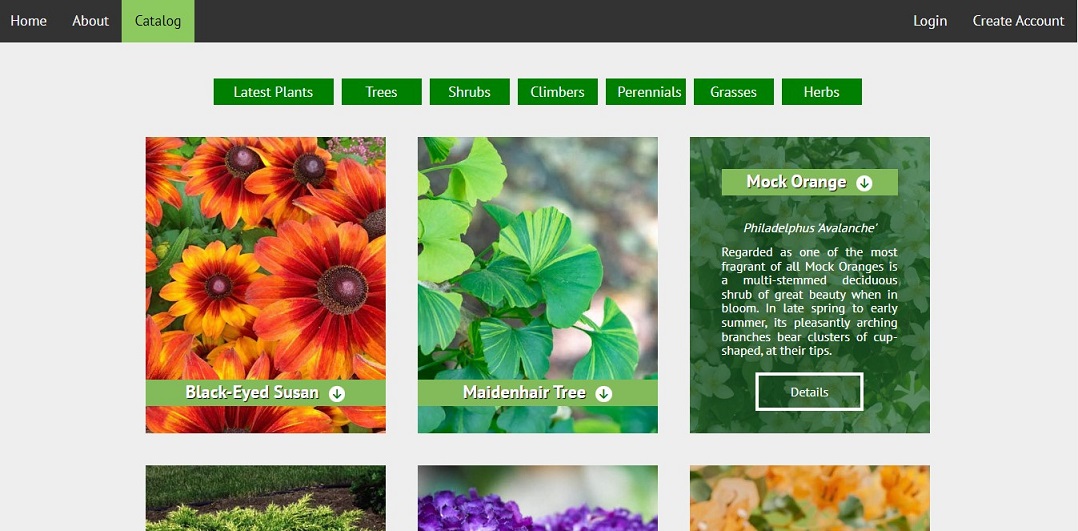 Home About Catalog Login Create Account
Latest Plants Trees Shrubs Climbers Perennials Grasses Herbs
Black-Eyed Susan
Maidenhair Tree
Mock Orange
Philadelphus 'Avalanche'
Regarded as one of the most
fragrant of all Mock Oranges is
a multi-stemmed deciduous
shrub of great beauty when in
bloom. In late spring to early
summer, its pleasantly arching
branches bear clusters of cup-
shaped, at their tips.
Details